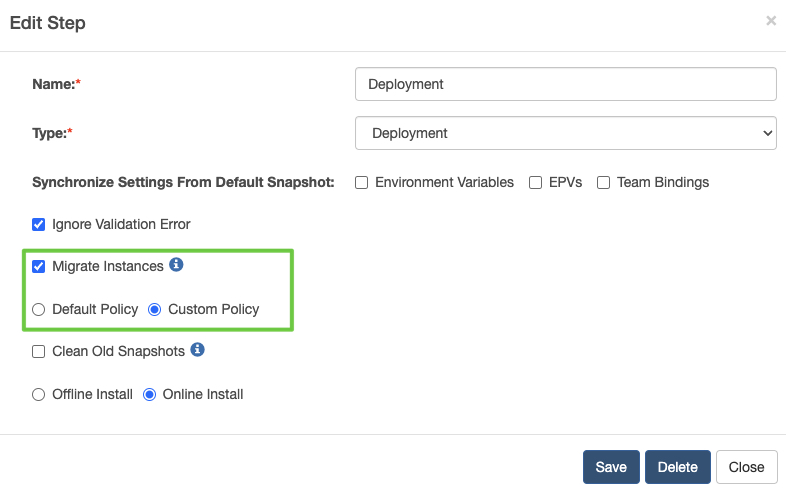 Edit Step ×
Name:* Deployment
Type:* Deployment
Synchronize Settings From Default Snapshot: Environment Variables EPVs Team Bindings
Ignore Validation Error
Migrate Instances
Default Policy Custom Policy
Clean Old Snapshots
Offline Install Online Install
Save Delete Close